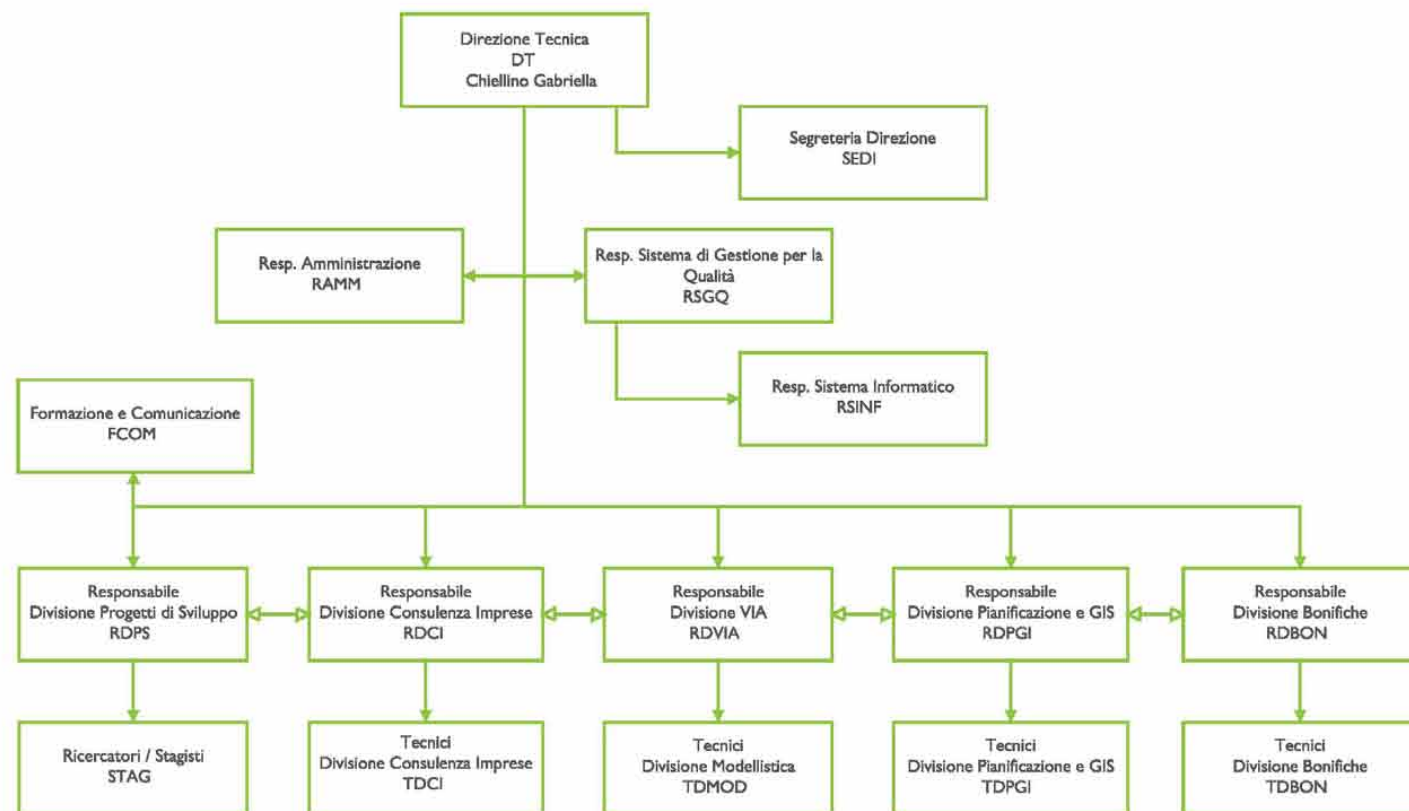 Direzione Tecnica
DT
Chiellino Gabriella
Segreteria Direzione
SEDI
Resp. Amministrazione
RAMM
Resp. Sistema di Gestione per la
Qualità
RSGQ
Resp. Sistema Informatico
RSINF
Formazione e Comunicazione
FCOM
Responsabile
Divisione Progetti di Sviluppo
RDPS
Responsabile
Divisione Consulenza Imprese
RDCI
Responsabile
Divisione VIA
RDVIA
Responsabile
Divisione Pianificazione e GIS
RDPGI
Responsabile
Divisione Bonifiche
RDBON
Ricercatori / Stagisti
STAG
Tecnici
Divisione Consulenza Imprese
TDCI
Tecnici
Divisione Modellistica
TDMOD
Tecnici
Divisione Pianificazione e GIS
TDPGI
Tecnici
Divisione Bonifiche
TDBON